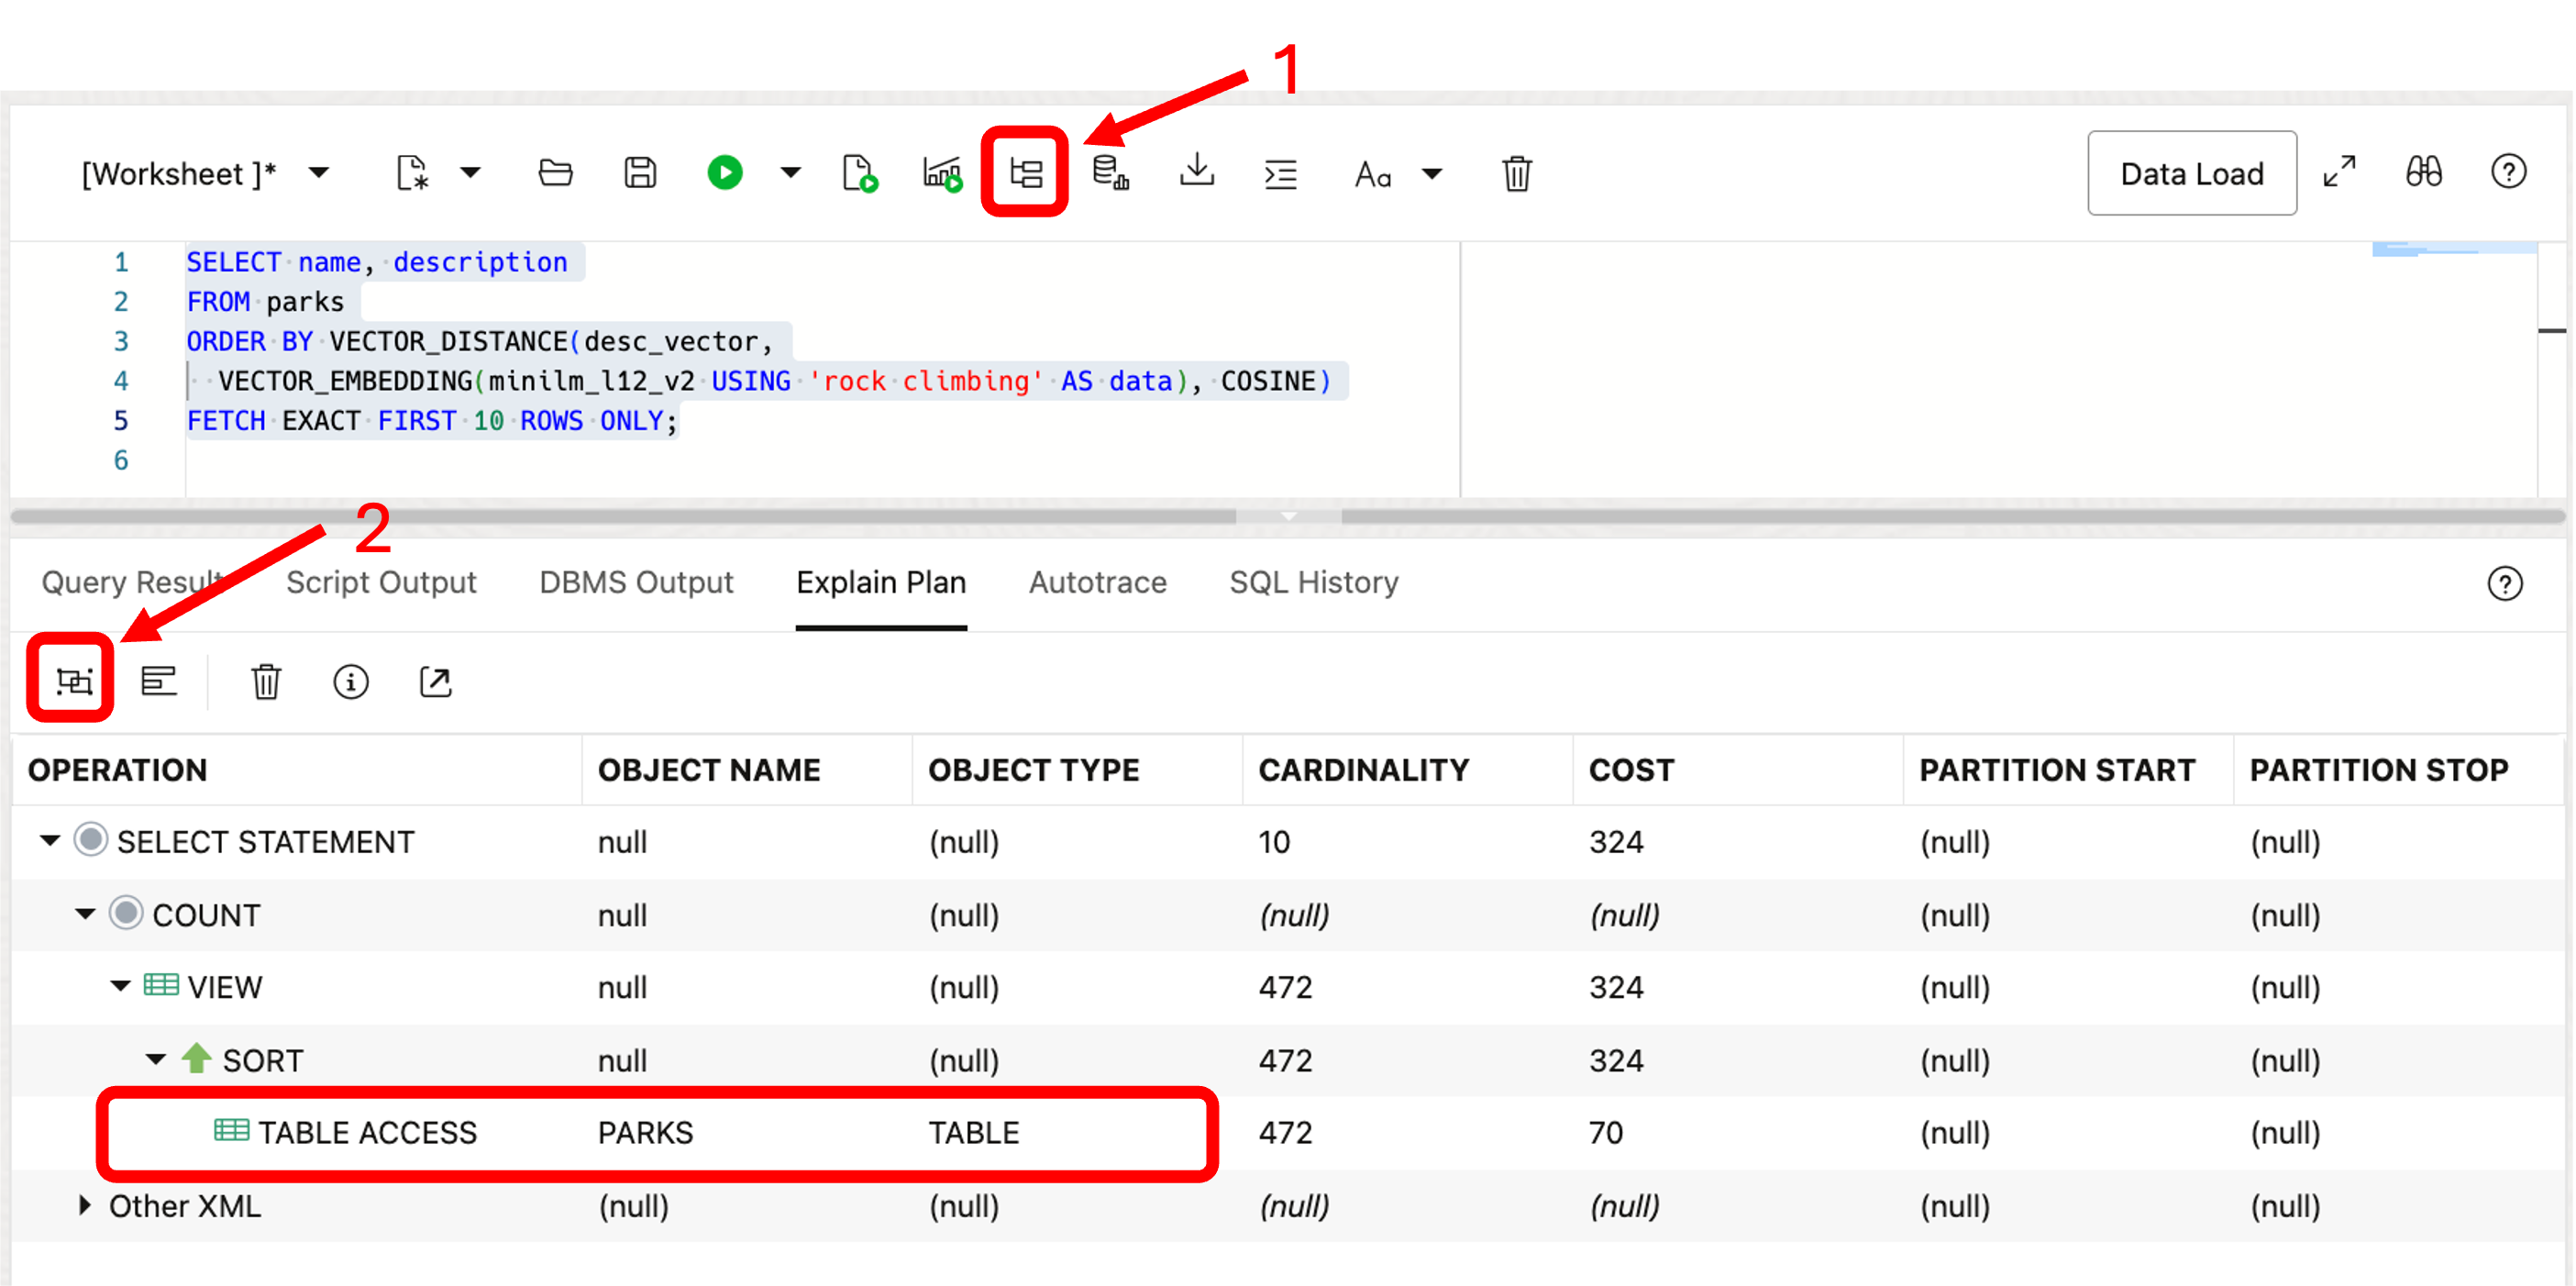 1
[Worksheet ]*
Aa
Data Load
1 SELECT name, description
2 FROM parks
3 ORDER BY VECTOR_DISTANCE(desc_vector,
4 VECTOR_EMBEDDING(minilm_l12_v2 USING 'rock climbing' AS data), COSINE)
5 FETCH EXACT FIRST 10 ROWS ONLY;
6
2
Query Result Script Output DBMS Output Explain Plan Autotrace SQL History
OPERATION OBJECT NAME OBJECT TYPE CARDINALITY COST PARTITION START PARTITION STOP
SELECT STATEMENT null (null) 10 324 (null) (null)
COUNT null (null) (null) (null) (null) (null)
VIEW null (null) 472 324 (null) (null)
SORT null (null) 472 324 (null) (null)
TABLE ACCESS PARKS TABLE 472 70 (null) (null)
Other XML (null) (null) (null) (null) (null) (null)